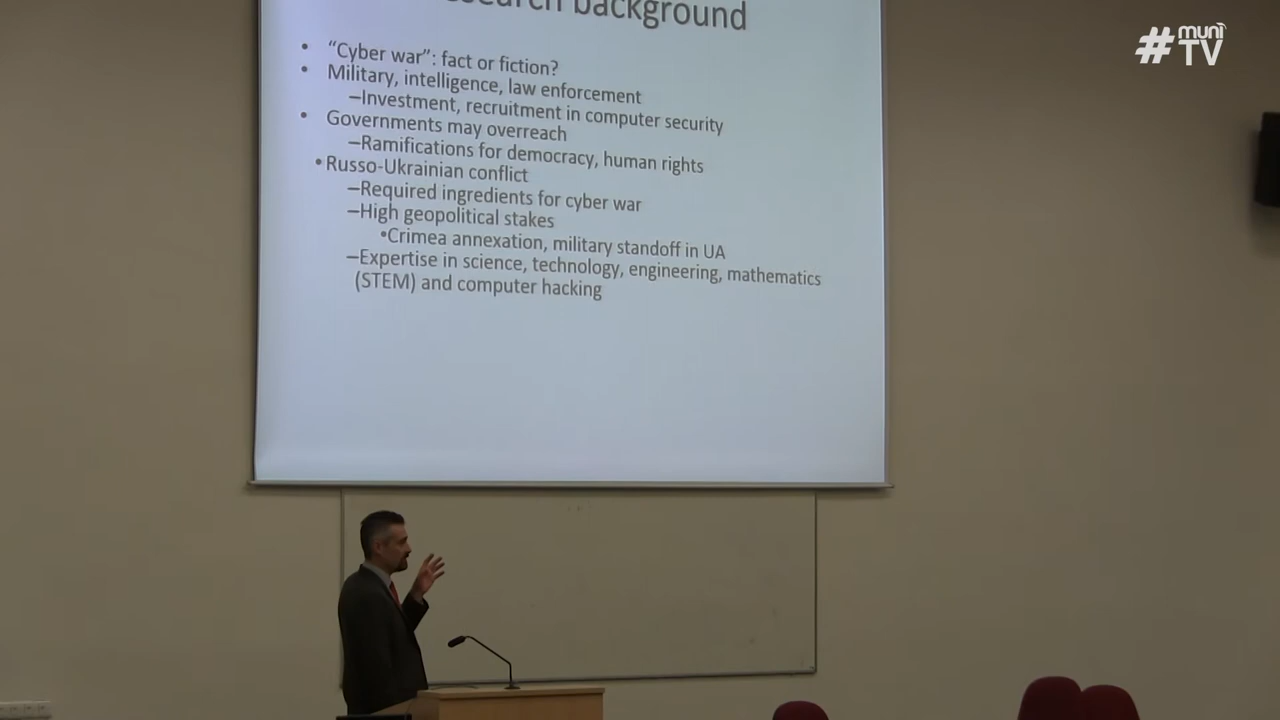 background
• “Cyber war”: fact or fiction?
• Military, intelligence, law enforcement
–Investment, recruitment in computer security
• Governments may overreach
–Ramifications for democracy, human rights
•Russo-Ukrainian conflict
–Required ingredients for cyber war
–High geopolitical stakes
•Crimea annexation, military standoff in UA
–Expertise in science, technology, engineering, mathematics
(STEM) and computer hacking
#muni
TV